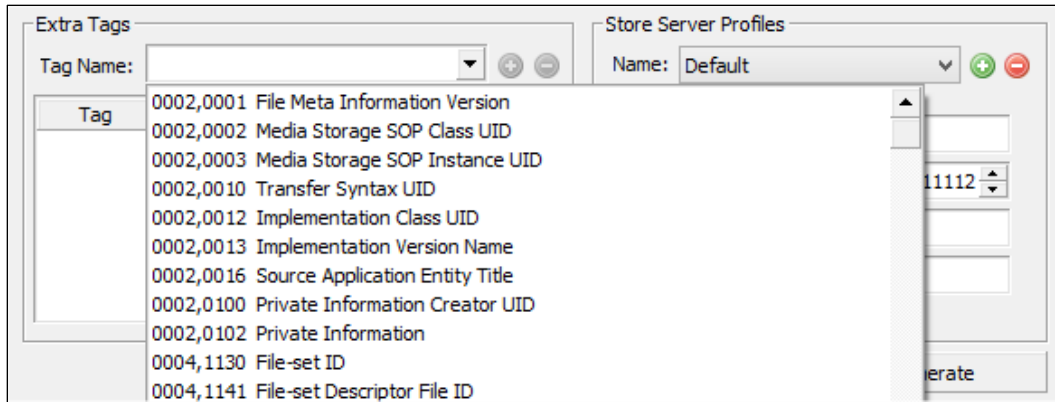 Extra Tags
Store Server Profiles
Tag Name:
Name: Default
Tag
0002,0001 File Meta Information Version
0002,0002 Media Storage SOP Class UID
0002,0003 Media Storage SOP Instance UID
11112
0002,0010 Transfer Syntax UID
0002,0012 Implementation Class UID
0002,0013 Implementation Version Name
0002,0016 Source Application Entity Title
0002,0100 Private Information Creator UID
0002,0102 Private Information
0004,1130 File-set ID
erate
0004,1141 File-set Descriptor File ID